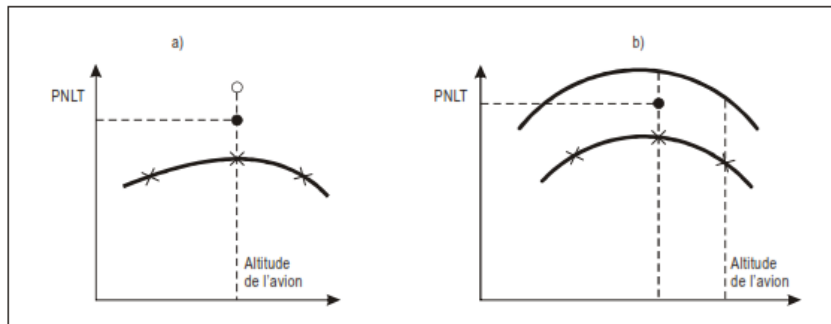 a)
PNLT
Altitude
de l'avion
b)
PNLT
Altitude
de l'avion